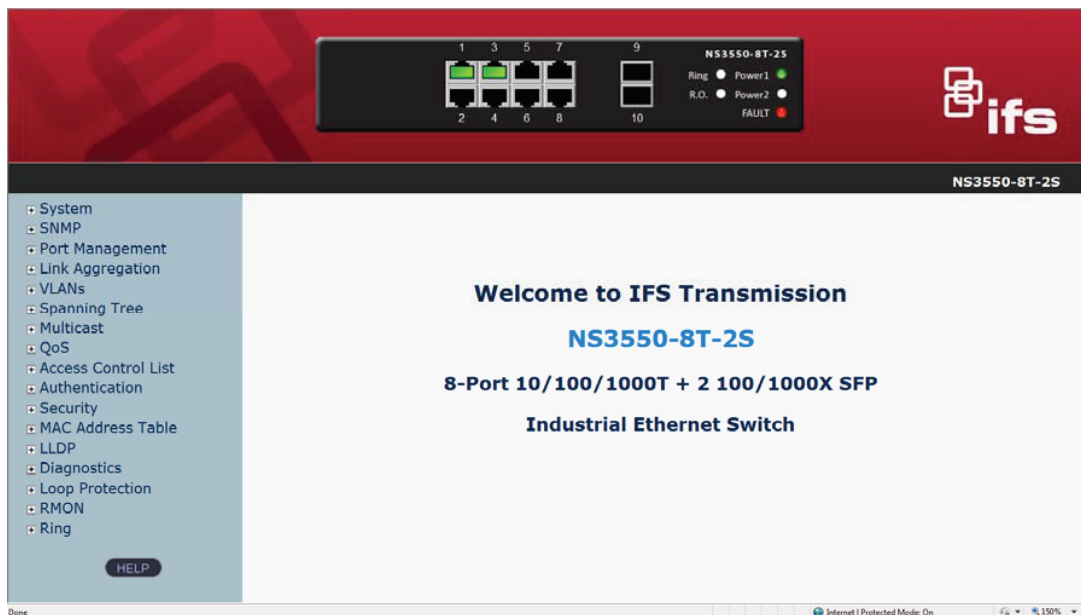 1 3 5 7 9
NS3550-8T-2S
Ring Power1
R.O. Power2
FAULT
2 4 6 8 10
ifs
NS3550-8T-2S
System
SNMP
Port Management
Link Aggregation
VLANs
Spanning Tree
Multicast
QoS
Access Control List
Authentication
Security
MAC Address Table
LLDP
Diagnostics
Loop Protection
RMON
Ring
HELP
Welcome to IFS Transmission
NS3550-8T-2S
8-Port 10/100/1000T + 2 100/1000X SFP
Industrial Ethernet Switch
Done Internet | Protected Mode: On 150%